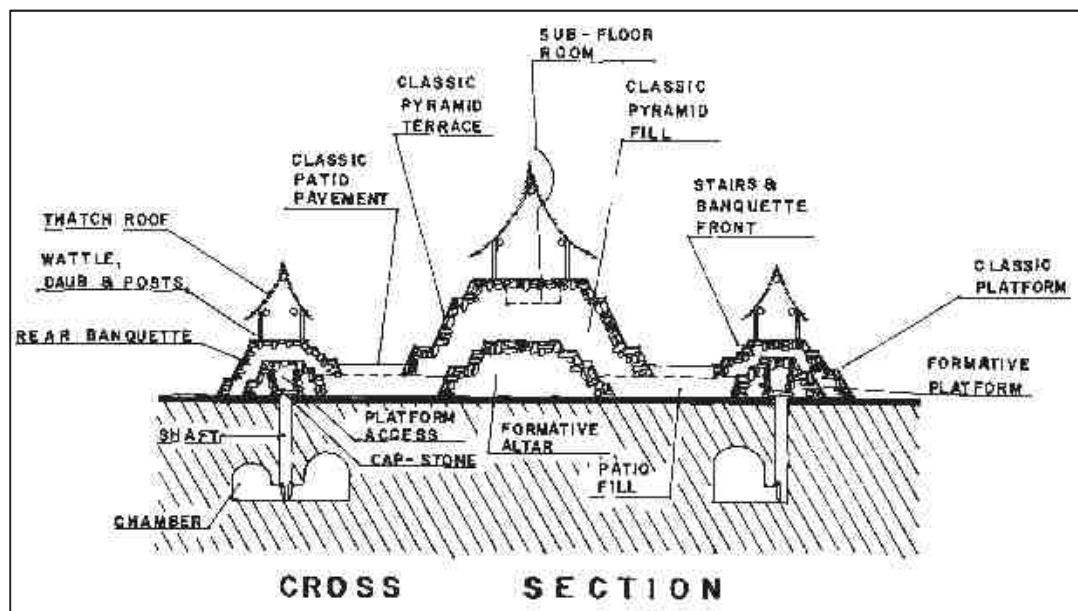 SUB-FLOOR
ROOM
CLASSIC
PYRAMID
TERRACE
CLASSIC
PYRAMID
FILL
CLASSIC
PATIO
PAVEMENT
STAIRS &
BANQUETTE
FRONT
THATCH ROOF
WATTLE,
DAUB & POSTS
CLASSIC
PLATFORM
REAR BANQUETTE
FORMATIVE
PLATFORM
PLATFORM
ACCESS
FORMATIVE
ALTAR
SHAFT
CAP-STONE
PATIO
FILL
CHAMBER
CROSS SECTION